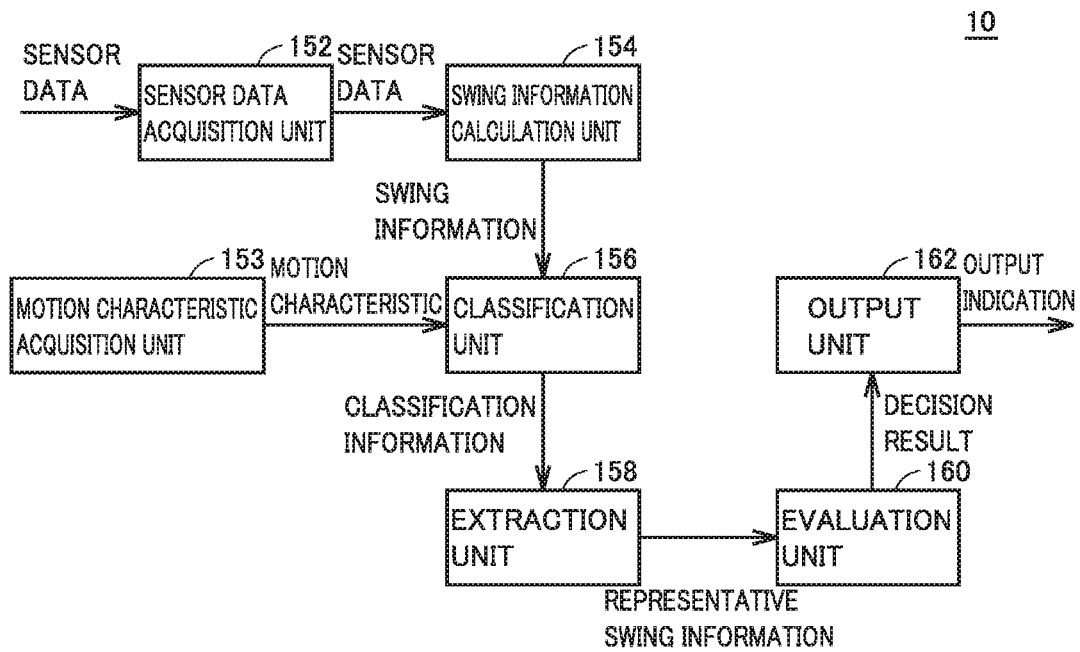 10
SENSOR
DATA
152
SENSOR DATA
ACQUISITION UNIT
SENSOR
DATA
154
SWING INFORMATION
CALCULATION UNIT
SWING
INFORMATION
153
MOTION CHARACTERISTIC
ACQUISITION UNIT
MOTION
CHARACTERISTIC
156
CLASSIFICATION
UNIT
162
OUTPUT
UNIT
OUTPUT
INDICATION
CLASSIFICATION
INFORMATION
DECISION
RESULT
158
EXTRACTION
UNIT
160
EVALUATION
UNIT
REPRESENTATIVE
SWING INFORMATION